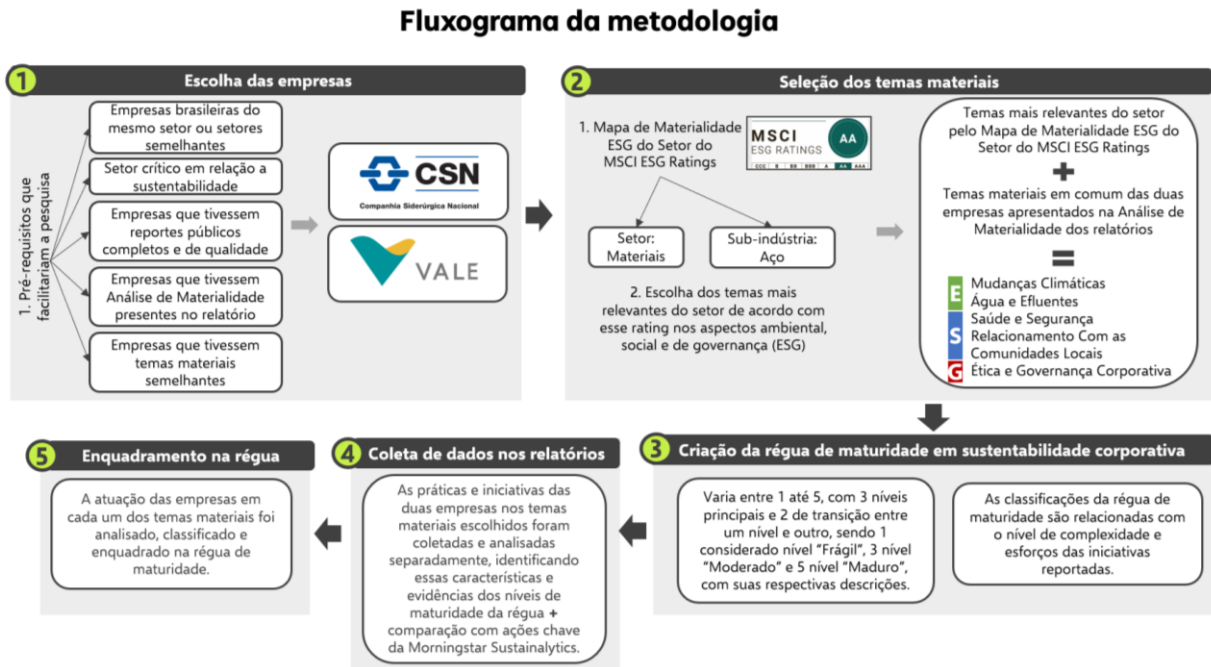 Fluxograma da metodologia
1
Escolha das empresas
1. Pré-requisitos que
facilitariam a pesquisa
Empresas brasileiras do
mesmo setor ou setores
semelhantes
Setor crítico em relação a
sustentabilidade
Empresas que tivessem
reportes públicos
completos e de qualidade
Empresas que tivessem
Análise de Materialidade
presentes no relatório
Empresas que tivessem
temas materiais
semelhantes
CSN
Companhia Siderúrgica Nacional
VALE
2
Seleção dos temas materiais
1. Mapa de Materialidade
ESG do Setor do
MSCI ESG Ratings
MSCI
ESG RATINGS
AA
CCC B BB BBB A AA AAA
Setor:
Materiais
Sub-indústria:
Aço
2. Escolha dos temas mais
relevantes do setor de acordo com
esse rating nos aspectos ambiental,
social e de governança (ESG)
Temas mais relevantes do setor
pelo Mapa de Materialidade ESG do
Setor do MSCI ESG Ratings
+
Temas materiais em comum das duas
empresas apresentados na Análise de
Materialidade dos relatórios
=
E
Mudanças Climáticas
Água e Efluentes
S
Saúde e Segurança
Relacionamento Com as
Comunidades Locais
G
Ética e Governança Corporativa
3
Criação da régua de maturidade em sustentabilidade corporativa
Varia entre 1 até 5, com 3 níveis
principais e 2 de transição entre
um nível e outro, sendo 1
considerado nível “Frágil”, 3 nível
“Moderado” e 5 nível “Maduro”,
com suas respectivas descrições.
As classificações da régua de
maturidade são relacionadas com
o nível de complexidade e
esforços das iniciativas
reportadas.
4
Coleta de dados nos relatórios
As práticas e iniciativas das
duas empresas nos temas
materiais escolhidos foram
coletadas e analisadas
separadamente, identificando
essas características e
evidências dos níveis de
maturidade da régua +
comparação com ações chave
da Morningstar Sustainalytics.
5
Enquadramento na régua
A atuação das empresas em
cada um dos temas materiais foi
analisado, classificado e
enquadrado na régua de
maturidade.